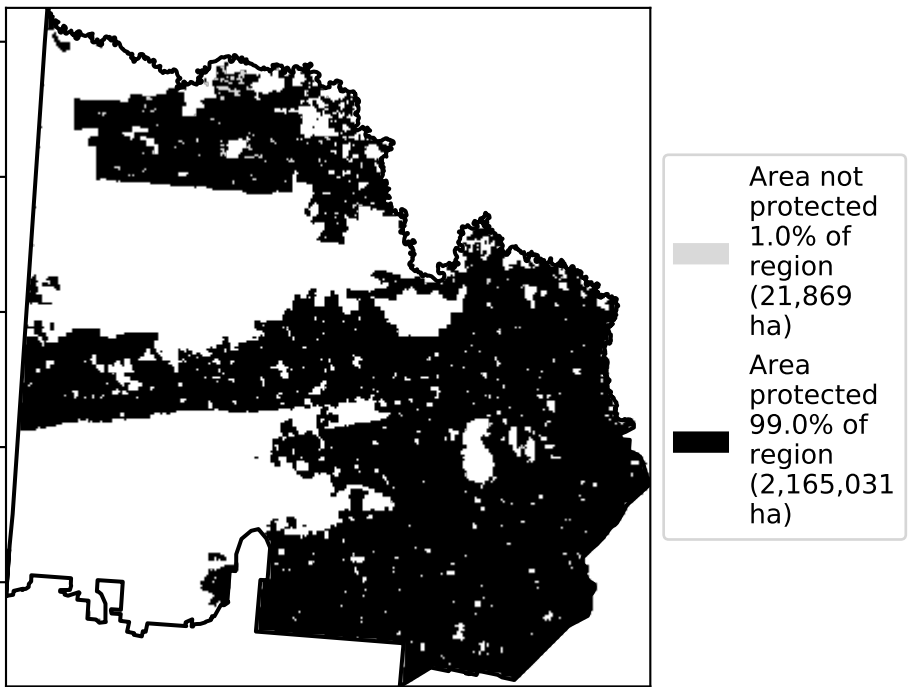 Area not
protected
1.0% of
region
(21,869
ha)
Area
protected
99.0% of
region
(2,165,031
ha)